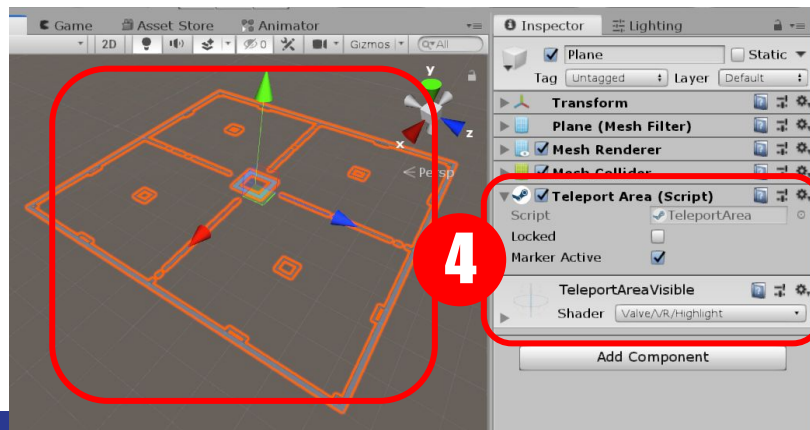 Game Asset Store Animator
2D 0 Gizmos All
y
z
x
Persp
4
Inspector Lighting
Plane Static
Tag Untagged Layer Default
Transform
Plane (Mesh Filter)
Mesh Renderer
Mesh Collider
Teleport Area (Script)
Script TeleportArea
Locked
Marker Active
TeleportAreaVisible
Shader Valve/VR/Highlight
Add Component